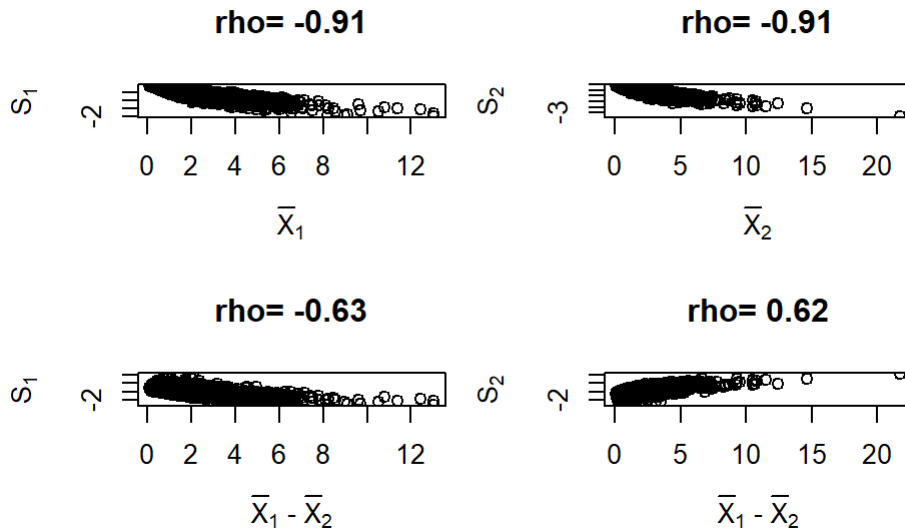 rho= -0.91
S₁
-2
0 2 4 6 8 12
X̅₁
rho= -0.91
S₂
-3
0 5 10 15 20
X̅₂
rho= -0.63
S₁
-2
0 2 4 6 8 12
X̅₁ - X̅₂
rho= 0.62
S₂
-2
0 5 10 15 20
X̅₁ - X̅₂